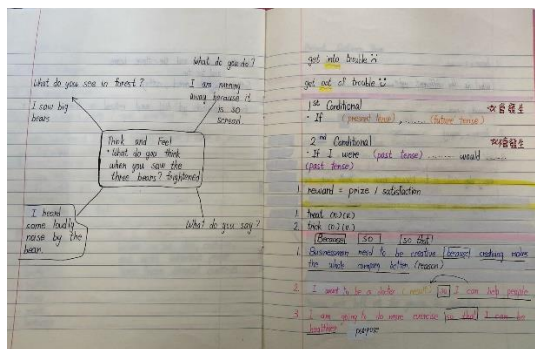 What do you do?
I am running
away because it
is so
scread
What do you see in forest?
I saw big
bears
Think and Feel
• What do you think
when you saw the
three bears? frightened
I heard
some loudly
noise by the
bear.
What do you say?
get into trouble
get out of trouble
1st Conditional
- If (present tense), ...... (future tense)
2nd Conditional
- If I were (past tense) ...... would ......
(past tense)
1 reward = prize / satisfaction
1 treat (n)(v)
2 trick (n)(v)
Because so so that
1. Businessmen need to be creative because making
the whole company better. (reason)
2. I want to be a doctor so I can help people.
3. I am going to do more exercise so that I can be
healthier purpose